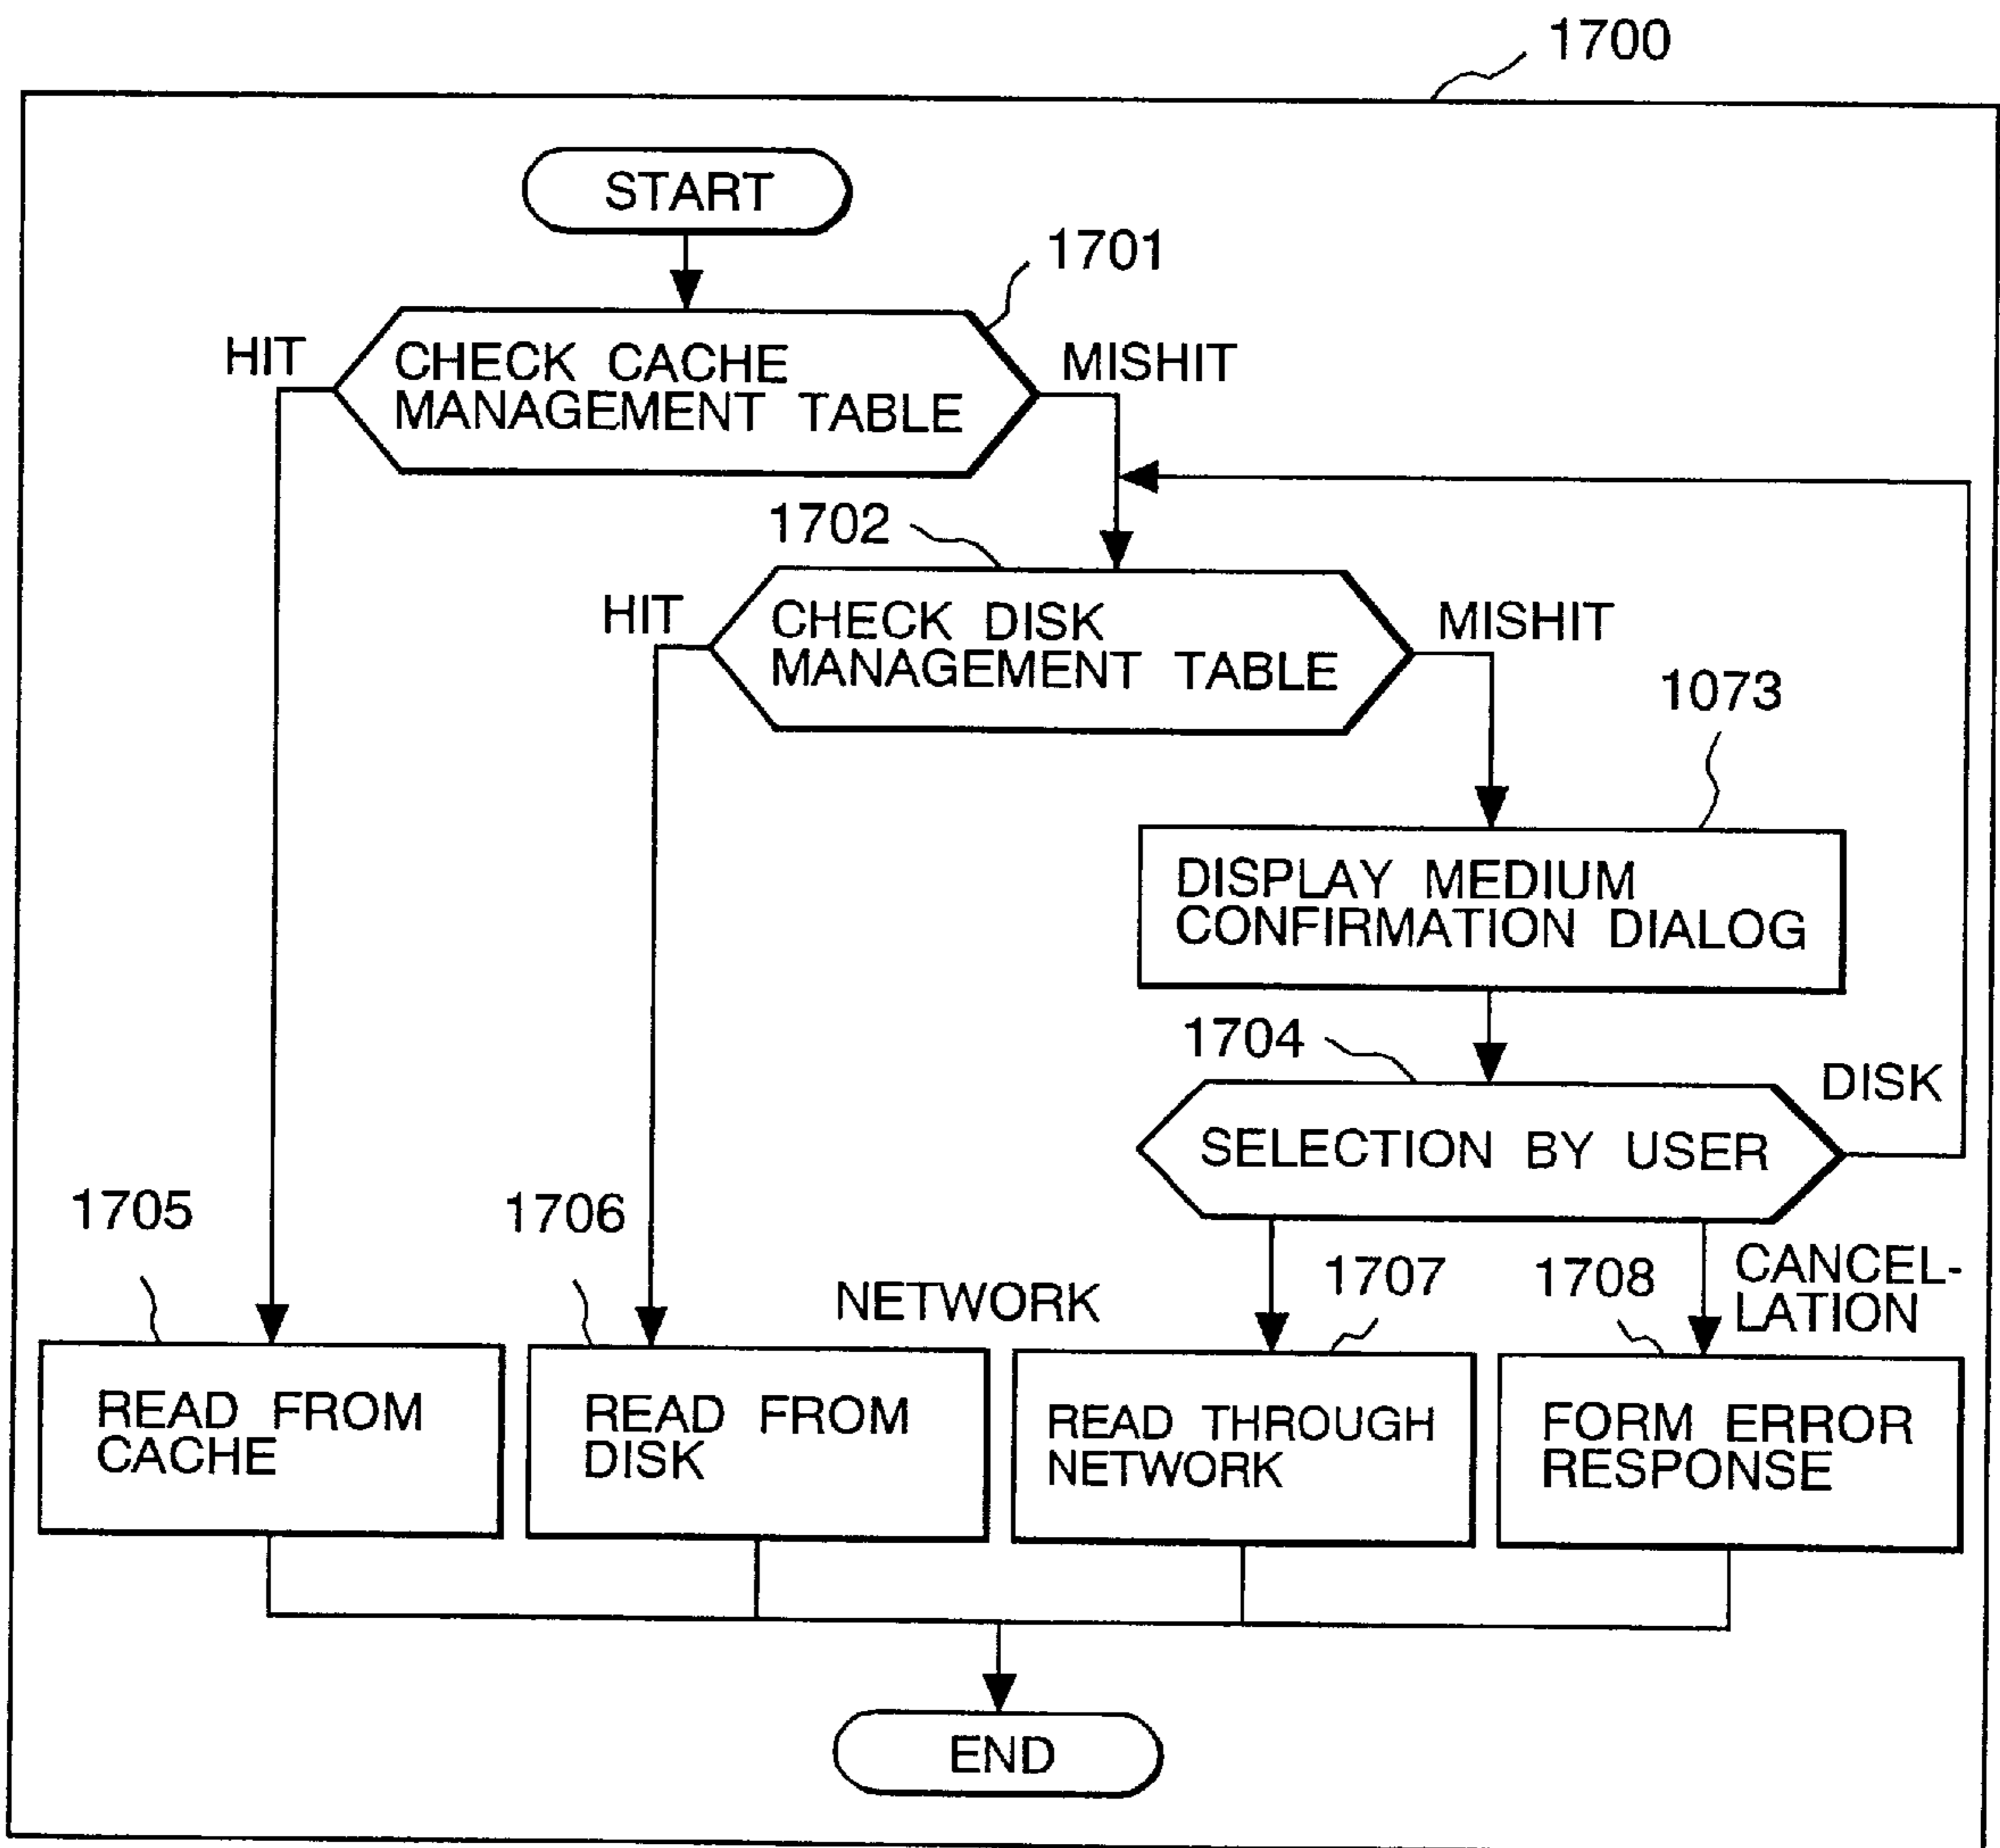 1700
START
1701
HIT
CHECK CACHE
MANAGEMENT TABLE
MISHIT
1702
HIT
CHECK DISK
MANAGEMENT TABLE
MISHIT
1073
DISPLAY MEDIUM
CONFIRMATION DIALOG
1704
DISK
SELECTION BY USER
1705
1706
NETWORK
1707
1708
CANCEL-
LATION
READ FROM
CACHE
READ FROM
DISK
READ THROUGH
NETWORK
FORM ERROR
RESPONSE
END